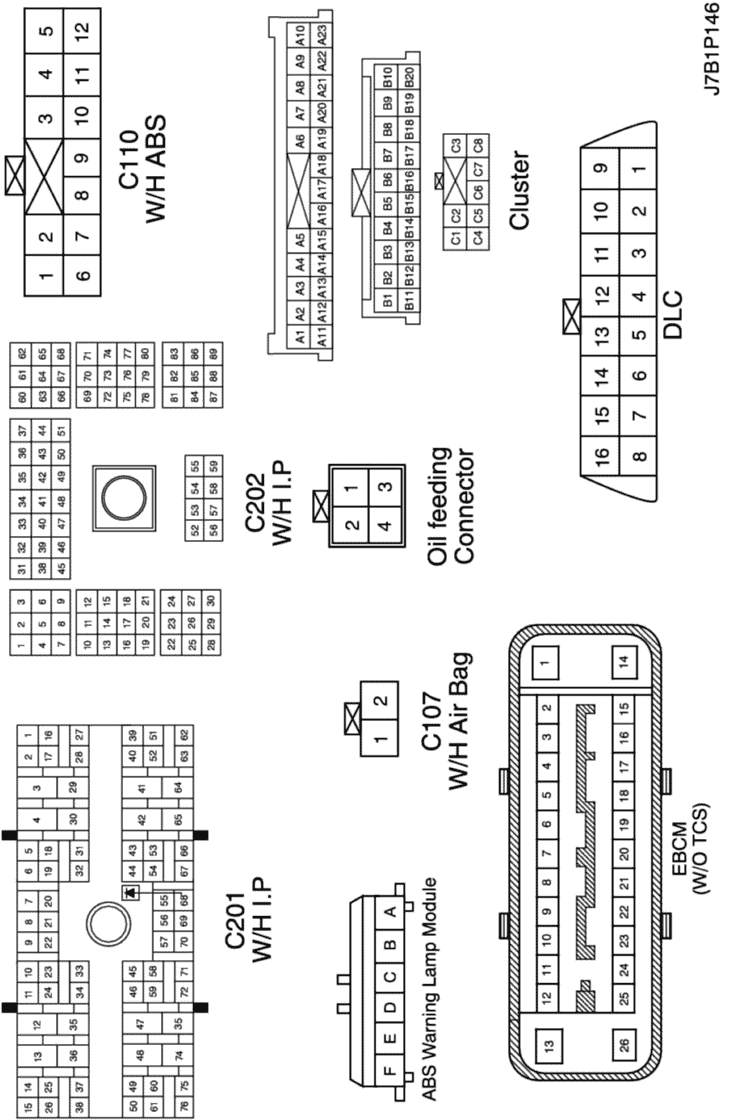 15 14 13 12 11 10 9 8 7 6 5 4 3 2 1
26 25 24 23 22 21 20 19 18 17 16
38 37 36 35 34 33 32 31 30 29 28 27
50 49 48 47 46 45 44 43 42 41 40 39
61 60 59 58 57 56 55 54 53 52 51
76 75 74 35 72 71 70 69 68 67 66 65 64 63 62
C201
W/H I.P
1 2 3
4 5 6
7 8 9
10 11 12
13 14 15
16 17 18
19 20 21
22 23 24
25 26 27
28 29 30
31 32 33 34 35 36 37
38 39 40 41 42 43 44
45 46 47 48 49 50 51
52 53 54 55
56 57 58 59
60 61 62
63 64 65
66 67 68
69 70 71
72 73 74
75 76 77
78 79 80
81 82 83
84 85 86
87 88 89
C202
W/H I.P
1 2 3 4 5
6 7 8 9 10 11 12
C110
W/H ABS
F E D C B A
ABS Warning Lamp Module
1 2
C107
W/H Air Bag
2 1
4 3
Oil feeding
Connector
A1 A2 A3 A4 A5 A6 A7 A8 A9 A10
A11 A12 A13 A14 A15 A16 A17 A18 A19 A20 A21 A22 A23
B1 B2 B3 B4 B5 B6 B7 B8 B9 B10
B11 B12 B13 B14 B15 B16 B17 B18 B19 B20
C1 C2 C3
C4 C5 C6 C7 C8
Cluster
13 12 11 10 9 8 7 6 5 4 3 2 1
26 25 24 23 22 21 20 19 18 17 16 15 14
EBCM
(W/O TCS)
16 15 14 13 12 11 10 9
8 7 6 5 4 3 2 1
DLC
J7B1P146